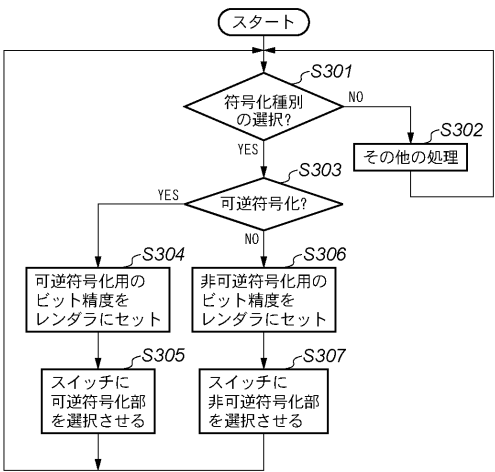 スタート
S301
符号化種別
の選択?
NO
YES
S302
その他の処理
S303
可逆符号化?
YES
NO
S304
可逆符号化用の
ビット精度を
レンダラにセット
S306
非可逆符号化用の
ビット精度を
レンダラにセット
S305
スイッチに
可逆符号化部
を選択させる
S307
スイッチに
非可逆符号化部
を選択させる